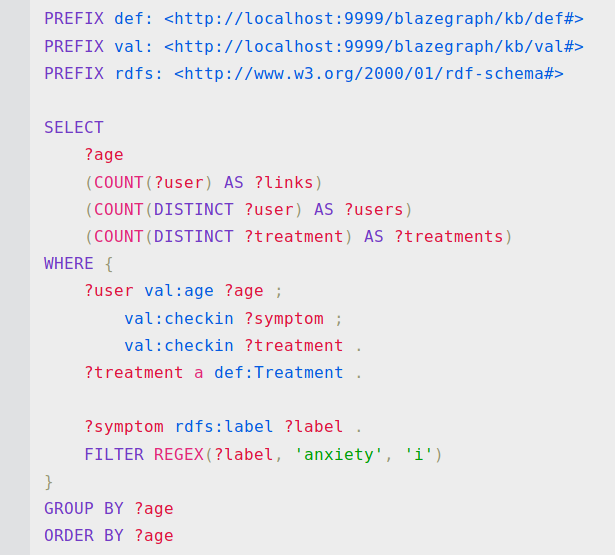 PREFIX def: <http://localhost:9999/blazegraph/kb/def#>
PREFIX val: <http://localhost:9999/blazegraph/kb/val#>
PREFIX rdfs: <http://www.w3.org/2000/01/rdf-schema#>

SELECT
    ?age
    (COUNT(?user) AS ?links)
    (COUNT(DISTINCT ?user) AS ?users)
    (COUNT(DISTINCT ?treatment) AS ?treatments)
WHERE {
    ?user val:age ?age ;
        val:checkin ?symptom ;
        val:checkin ?treatment .
    ?treatment a def:Treatment .

    ?symptom rdfs:label ?label .
    FILTER REGEX(?label, 'anxiety', 'i')
}
GROUP BY ?age
ORDER BY ?age